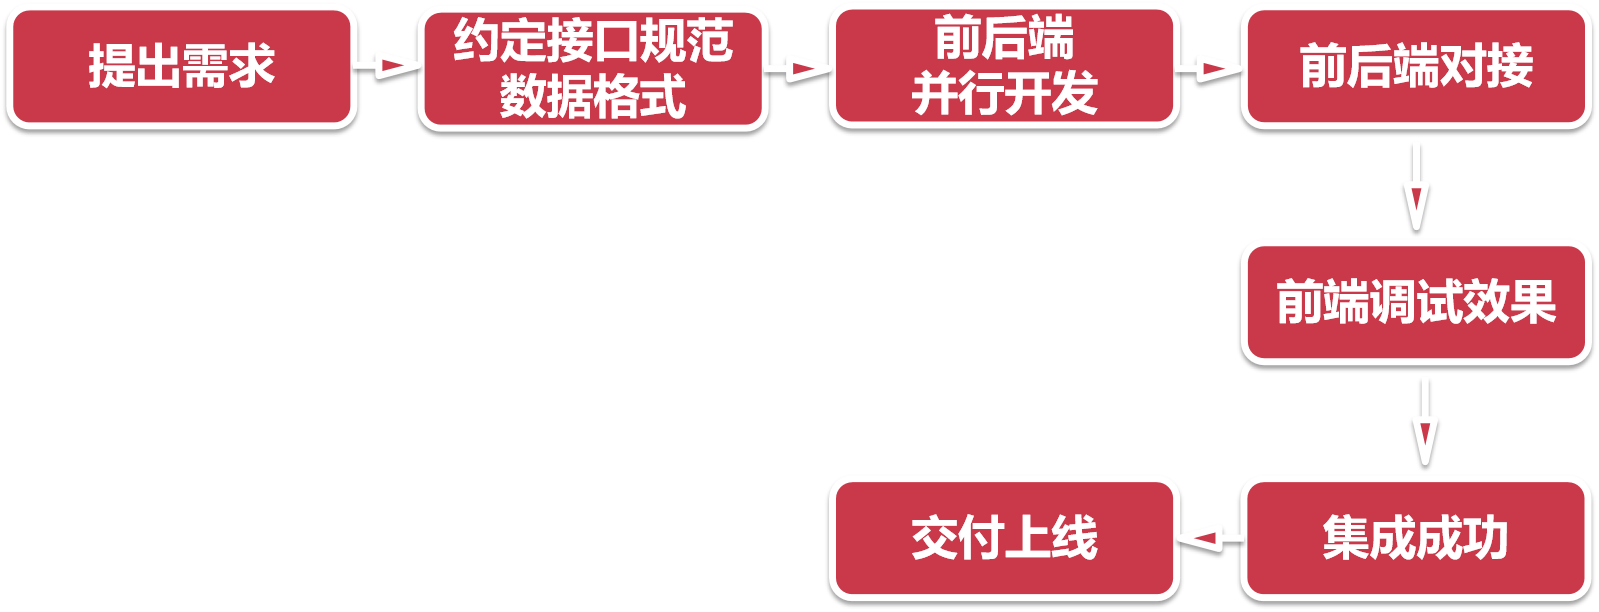 提出需求
约定接口规范
数据格式
前后端
并行开发
前后端对接
前端调试效果
集成成功
交付上线